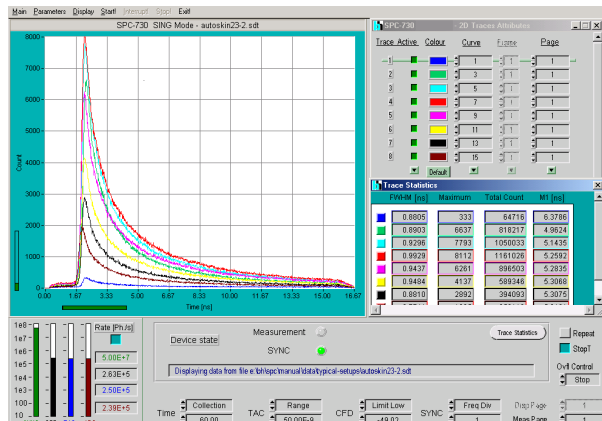 Main Parameters Display Start! Interrupt! Stop! Exit!
SPC-730 SING Mode - autoskin23-2.sdt
8000
7000
6000
5000
4000
3000
2000
1000
0
Count
0.00 1.67 3.33 5.00 6.67 8.33 10.00 11.67 13.33 15.00 16.67
Time [ns]
SPC-730 - 2D Traces Attributes
Trace Active Colour Curve Frame Page
1 1 1 1
2 3 1 1
3 5 1 1
4 7 1 1
5 9 1 1
6 11 1 1
7 13 1 1
8 15 1 1
Default
Trace Statistics
FWHM [ns] Maximum Total Count M1 [ns]
0.8805 333 64716 6.3786
0.8903 6637 818217 4.9624
0.9296 7793 1050033 5.1435
0.9929 8112 1161026 5.2592
0.9437 6261 896503 5.2835
0.9484 4137 589346 5.3068
0.8810 2892 394093 5.3075
1e8
1e7
1e6
1e5
1e4
1e3
100
10
Rate [Ph/s]
5.00E+7
2.63E+5
2.50E+5
2.39E+5
Device state
Measurement
SYNC
Trace Statistics
Displaying data from file e:\bh\spc\manual\data\typical-setups\autoskin23-2.sdt
Repeat
StopT
Ovfl Control
Stop
Time Collection 60.00
TAC Range 50.00E-9
CFD Limit Low -49.02
SYNC Freq Div 1
Disp Page 1
Meas Page 1